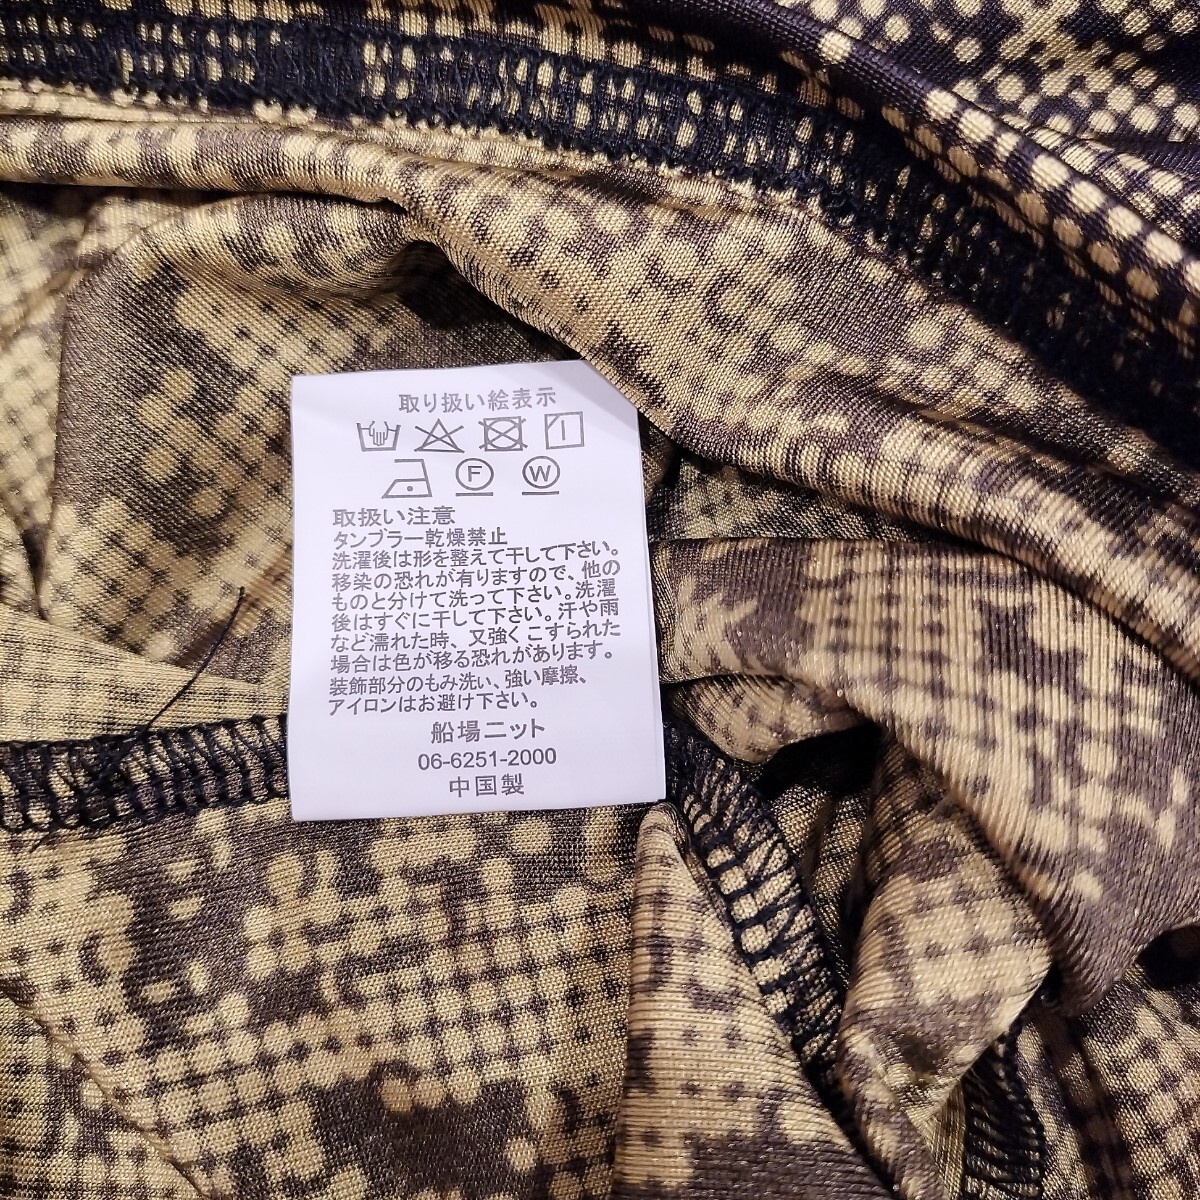 取り扱い絵表示
F W
取扱い注意
タンブラー乾燥禁止
洗濯後は形を整えて干して下さい。
移染の恐れが有りますので、他の
ものと分けて洗って下さい。洗濯
後はすぐに干して下さい。汗や雨
など濡れた時、又強くこすられた
場合は色が移る恐れがあります。
装飾部分のもみ洗い、強い摩擦、
アイロンはお避け下さい。
船場ニット
06-6251-2000
中国製